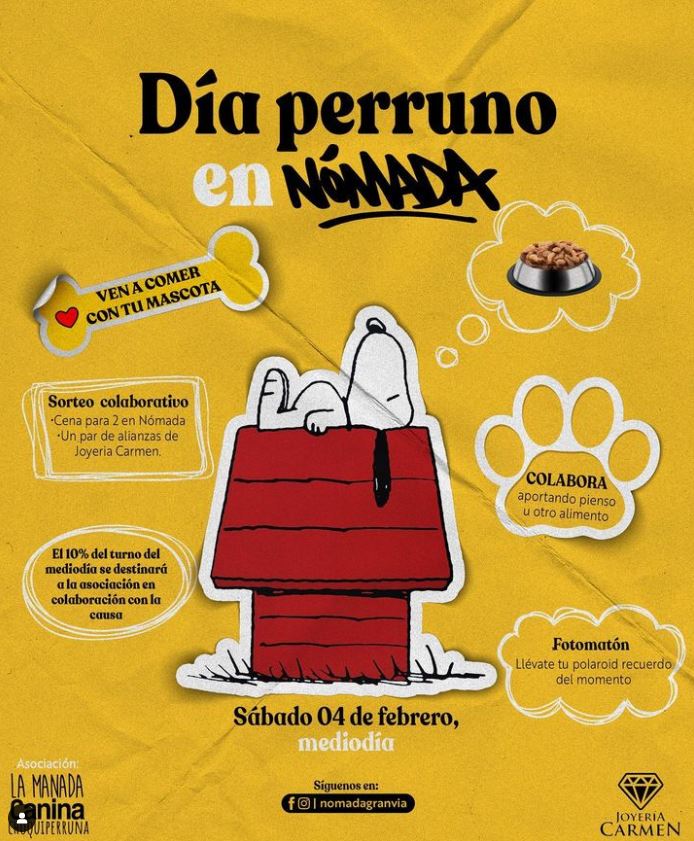 Día perruno
en NÓMADA
VEN A COMER
CON TU MASCOTA
Sorteo colaborativo
·Cena para 2 en Nómada
·Un par de alianzas de
Joyeria Carmen.
COLABORA
aportando pienso
u otro alimento
El 10% del turno del
mediodía se destinará
a la asociación en
colaboración con la
causa
Fotomatón
Llévate tu polaroid recuerdo
del momento
Sábado 04 de febrero,
mediodía
Asociación:
LA MANADA
Canina
CHUQUIPERRUNA
Síguenos en:
| nomadagranvia
JOYERÍA
CARMEN